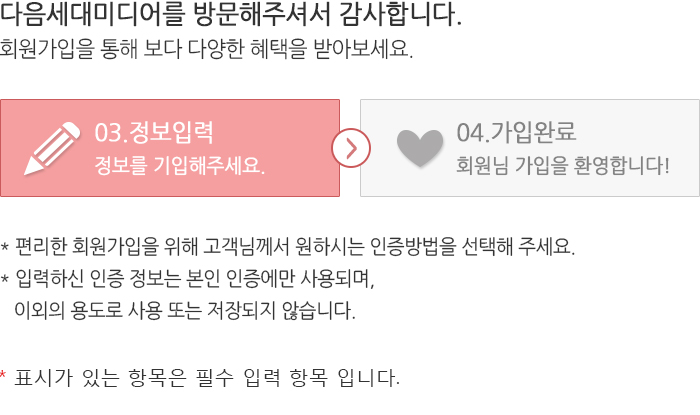 다음세대미디어를 방문해주셔서 감사합니다.
회원가입을 통해 보다 다양한 혜택을 받아보세요.
03.정보입력
정보를 기입해주세요.
04.가입완료
회원님 가입을 환영합니다!
* 편리한 회원가입을 위해 고객님께서 원하시는 인증방법을 선택해 주세요.
* 입력하신 인증 정보는 본인 인증에만 사용되며,
이외의 용도로 사용 또는 저장되지 않습니다.
* 표시가 있는 항목은 필수 입력 항목 입니다.